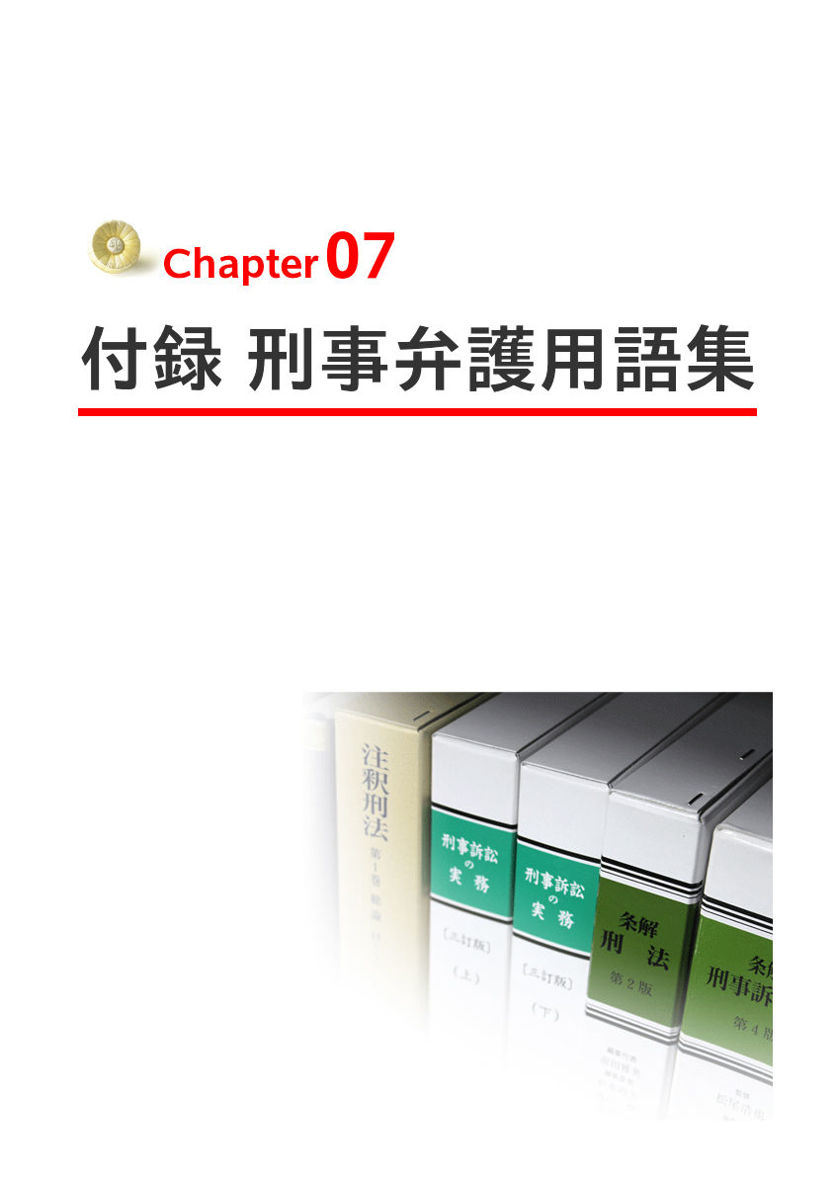 Chapter 07
付録 刑事弁護用語集
注釈刑法
第1巻 総論
刑事訴訟
の
実務
[三訂版]
(上)
刑事訴訟
の
実務
[三訂版]
(下)
条解
刑法
第2版
条解
刑事訴
第4版